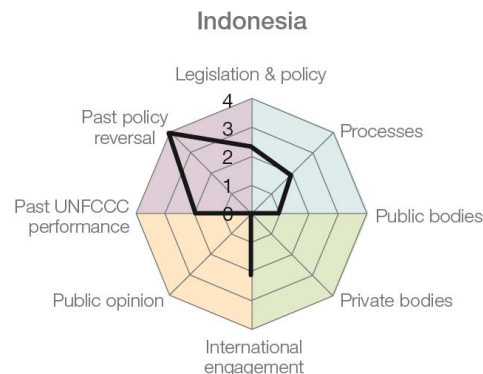 Indonesia
Legislation & policy
4
3
2
1
0
Past policy
reversal
Processes
Past UNFCCC
performance
Public bodies
Public opinion
Private bodies
International
engagement